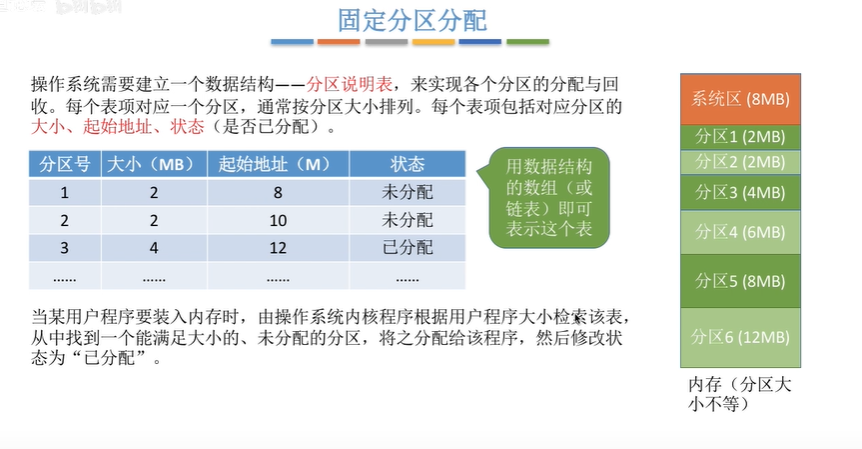 固定分区分配
操作系统需要建立一个数据结构——分区说明表，来实现各个分区的分配与回
收。每个表项对应一个分区，通常按分区大小排列。每个表项包括对应分区的
大小、起始地址、状态（是否已分配）。
分区号 大小（MB） 起始地址（M） 状态
1 2 8 未分配
2 2 10 未分配
3 4 12 已分配
...... ...... ...... ......
用数据结构
的数组（或
链表）即可
表示这个表
当某用户程序要装入内存时，由操作系统内核程序根据用户程序大小检索该表，
从中找到一个能满足大小的、未分配的分区，将之分配给该程序，然后修改状
态为“已分配”。
系统区 (8MB)
分区1 (2MB)
分区2 (2MB)
分区3 (4MB)
分区4 (6MB)
分区5 (8MB)
分区6 (12MB)
内存（分区大
小不等）